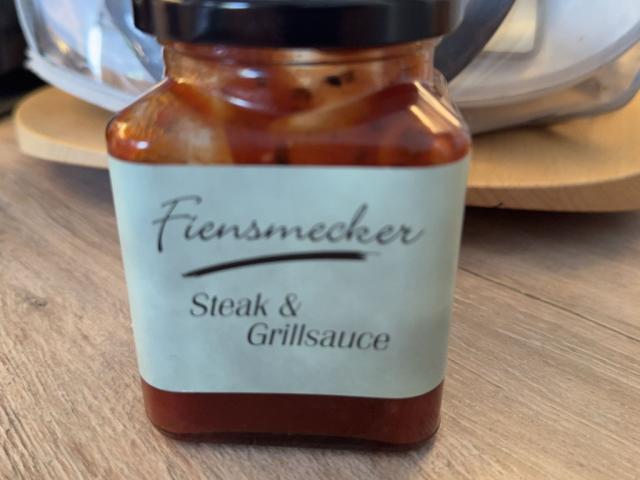 Fiensmecker
Steak &
Grillsauce